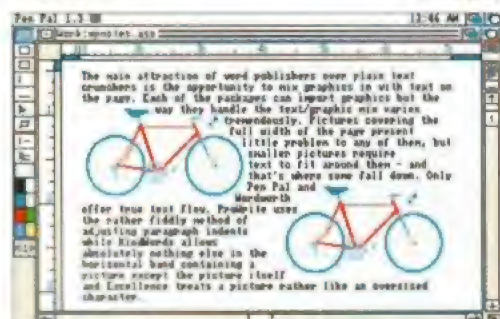 Pen Pal 1.3
12:46 AM
The main attraction of word publishers over plain text
crunchers is the opportunity to mix graphics in with text on
the page. Each of the packages can import graphics but the
way they handle the text/graphic mix varies
tremendously. Pictures covering the
full width of the page present
little problem to any of them, but
smaller pictures require
text to fit around them - and
that's where some fall down. Only
Pen Pal and
Wordworth
offer true text flow. ProWrite uses
the rather fiddly method of
adjusting paragraph indents
while KindWords allows
absolutely nothing else in the
horizontal band containing a
picture except the picture itself
and Excellence treats a picture rather like an oversized
character.